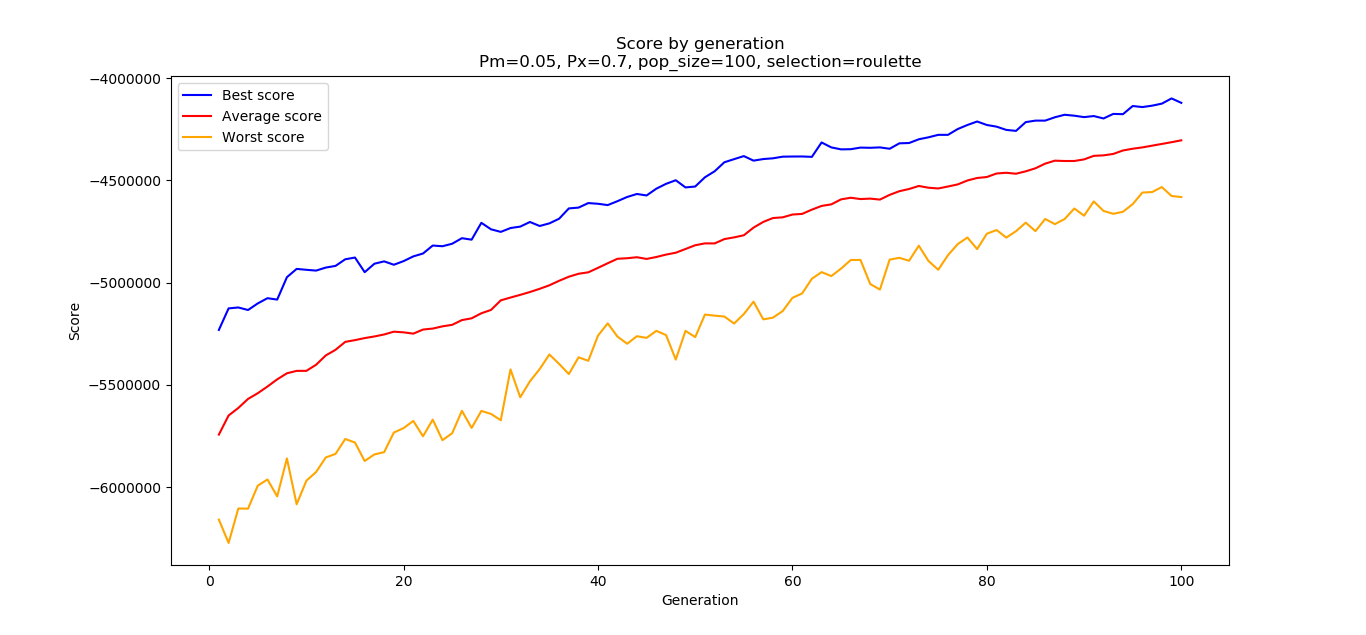 Score by generation
Pm=0.05, Px=0.7, pop_size=100, selection=roulette
−4000000
Best score
Average score
Worst score
−4500000
−5000000
Score
−5500000
−6000000
0 20 40 60 80 100
Generation